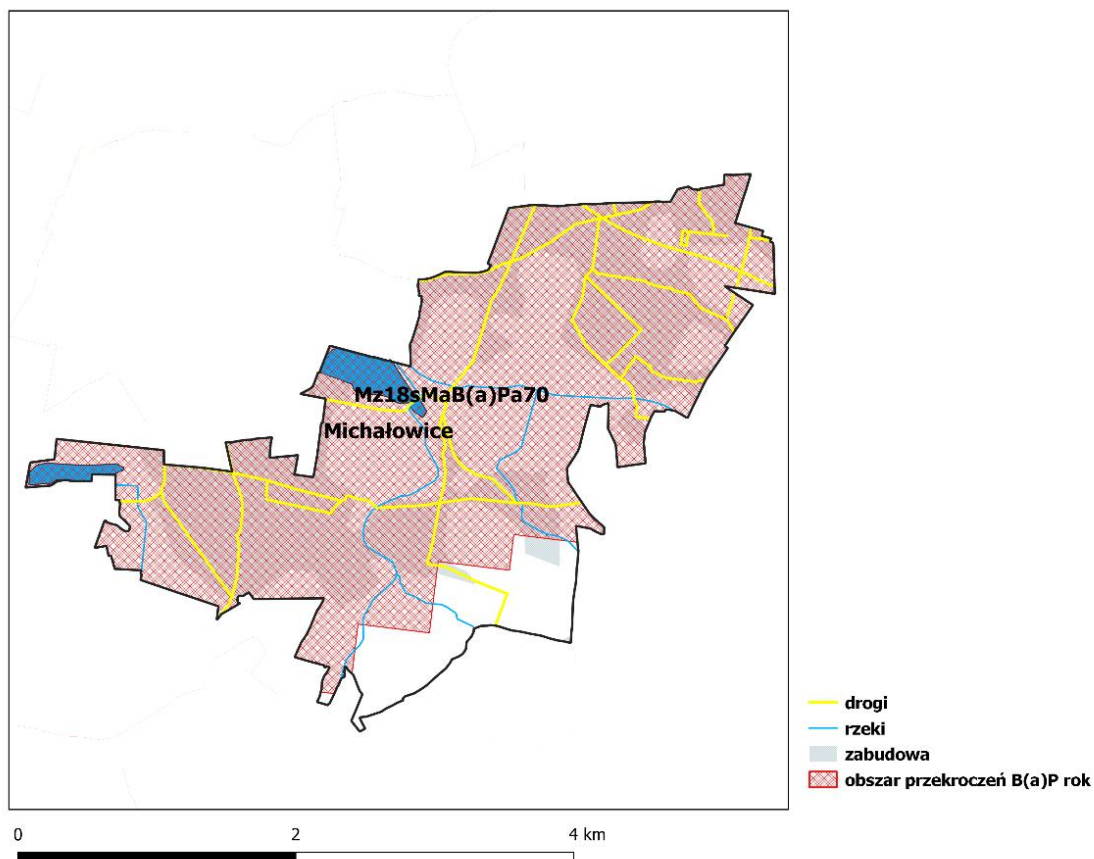 Mz18sMaB(a)Pa70
Michałowice
drogi
rzeki
zabudowa
obszar przekroczeń B(a)P rok
0 2 4 km